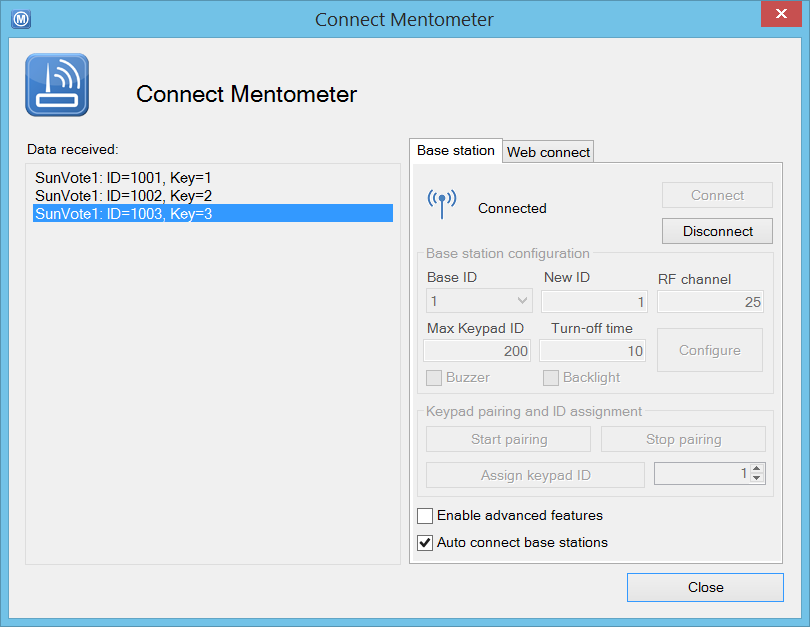 M
Connect Mentometer
Connect Mentometer
Data received:
SunVote1: ID=1001, Key=1
SunVote1: ID=1002, Key=2
SunVote1: ID=1003, Key=3
Base station
Web connect
Connected
Connect
Disconnect
Base station configuration
Base ID
New ID
RF channel
1
1
25
Max Keypad ID
Turn-off time
200
10
Configure
Buzzer
Backlight
Keypad pairing and ID assignment
Start pairing
Stop pairing
Assign keypad ID
1
Enable advanced features
Auto connect base stations
Close